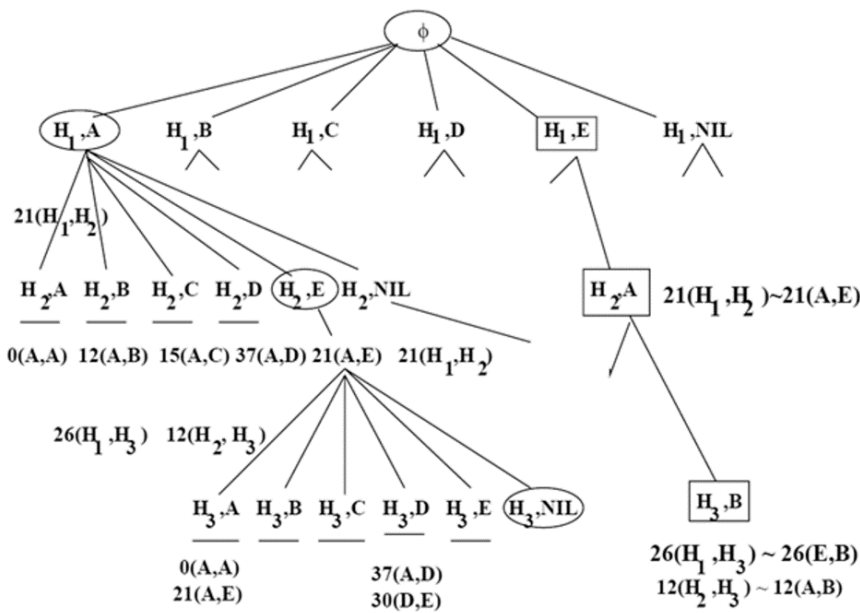 ϕ
H₁,A H₁,B H₁,C H₁,D H₁,E H₁,NIL
21(H₁,H₂)
H₂,A H₂,B H₂,C H₂,D H₂,E H₂,NIL H₂,A 21(H₁,H₂)~21(A,E)
0(A,A) 12(A,B) 15(A,C) 37(A,D) 21(A,E) 21(H₁,H₂)
26(H₁,H₃) 12(H₂,H₃)
H₃,A H₃,B H₃,C H₃,D H₃,E H₃,NIL H₃,B
0(A,A) 37(A,D) 26(H₁,H₃) ~ 26(E,B)
21(A,E) 30(D,E) 12(H₂,H₃) ~ 12(A,B)